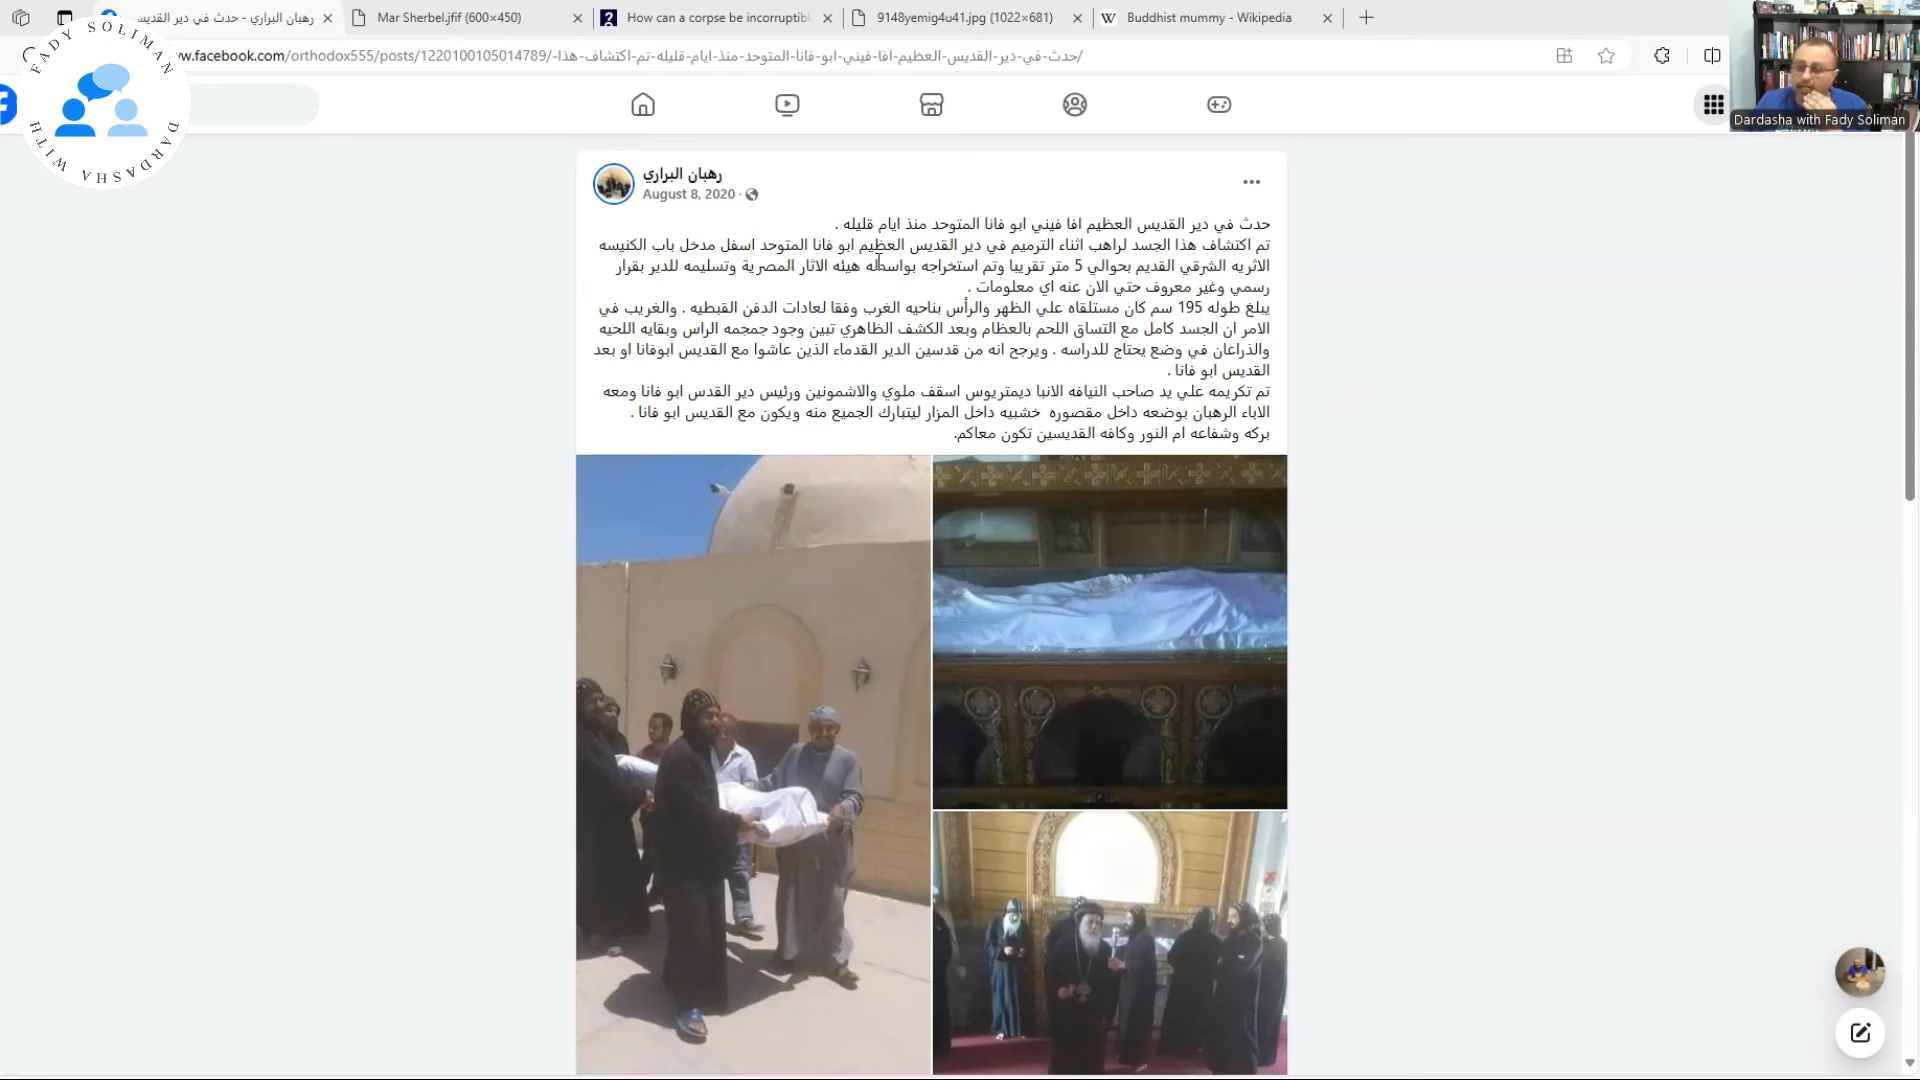 رهبان البراري - حدث في دير القديس
Mar Sherbel.jfif (600×450)
How can a corpse be incorruptib
9148yemig4u41.jpg (1022×681)
Buddhist mummy - Wikipedia
w.facebook.com/orthodox555/posts/1220100105014789/حدث-في-دير-القديس-العظيم-افا-فيني-ابو-فانا-المتوحد-منذ-ايام-قليله-تم-اكتشاف-هذا-/
FADY SOLIMAN
DARDASHA WITH
Dardasha with Fady Soliman
رهبان البراري
August 8, 2020
حدث في دير القديس العظيم افا فيني ابو فانا المتوحد منذ ايام قليله .
تم اكتشاف هذا الجسد لراهب اثناء الترميم في دير القديس العظيم ابو فانا المتوحد اسفل مدخل باب الكنيسه
الاثريه الشرقي القديم بحوالي 5 متر تقريبا وتم استخراجه بواسطه هيئه الاثار المصرية وتسليمه للدير بقرار
رسمي وغير معروف حتي الان عنه اي معلومات .
يبلغ طوله 195 سم كان مستلقاه علي الظهر والرأس بناحيه الغرب وفقا لعادات الدفن القبطيه . والغريب في
الامر ان الجسد كامل مع التساق اللحم بالعظام وبعد الكشف الظاهري تبين وجود جمجمه الراس وبقايه اللحيه
والذراعان في وضع يحتاج للدراسه . ويرجح انه من قدسين الدير القدماء الذين عاشوا مع القديس ابوفانا او بعد
القديس ابو فانا .
تم تكريمه علي يد صاحب النيافه الانبا ديمتريوس اسقف ملوي والاشمونين ورئيس دير القدس ابو فانا ومعه
الاباء الرهبان بوضعه داخل مقصوره خشبيه داخل المزار ليتبارك الجميع منه ويكون مع القديس ابو فانا .
بركه وشفاعه ام النور وكافه القديسين تكون معاكم.